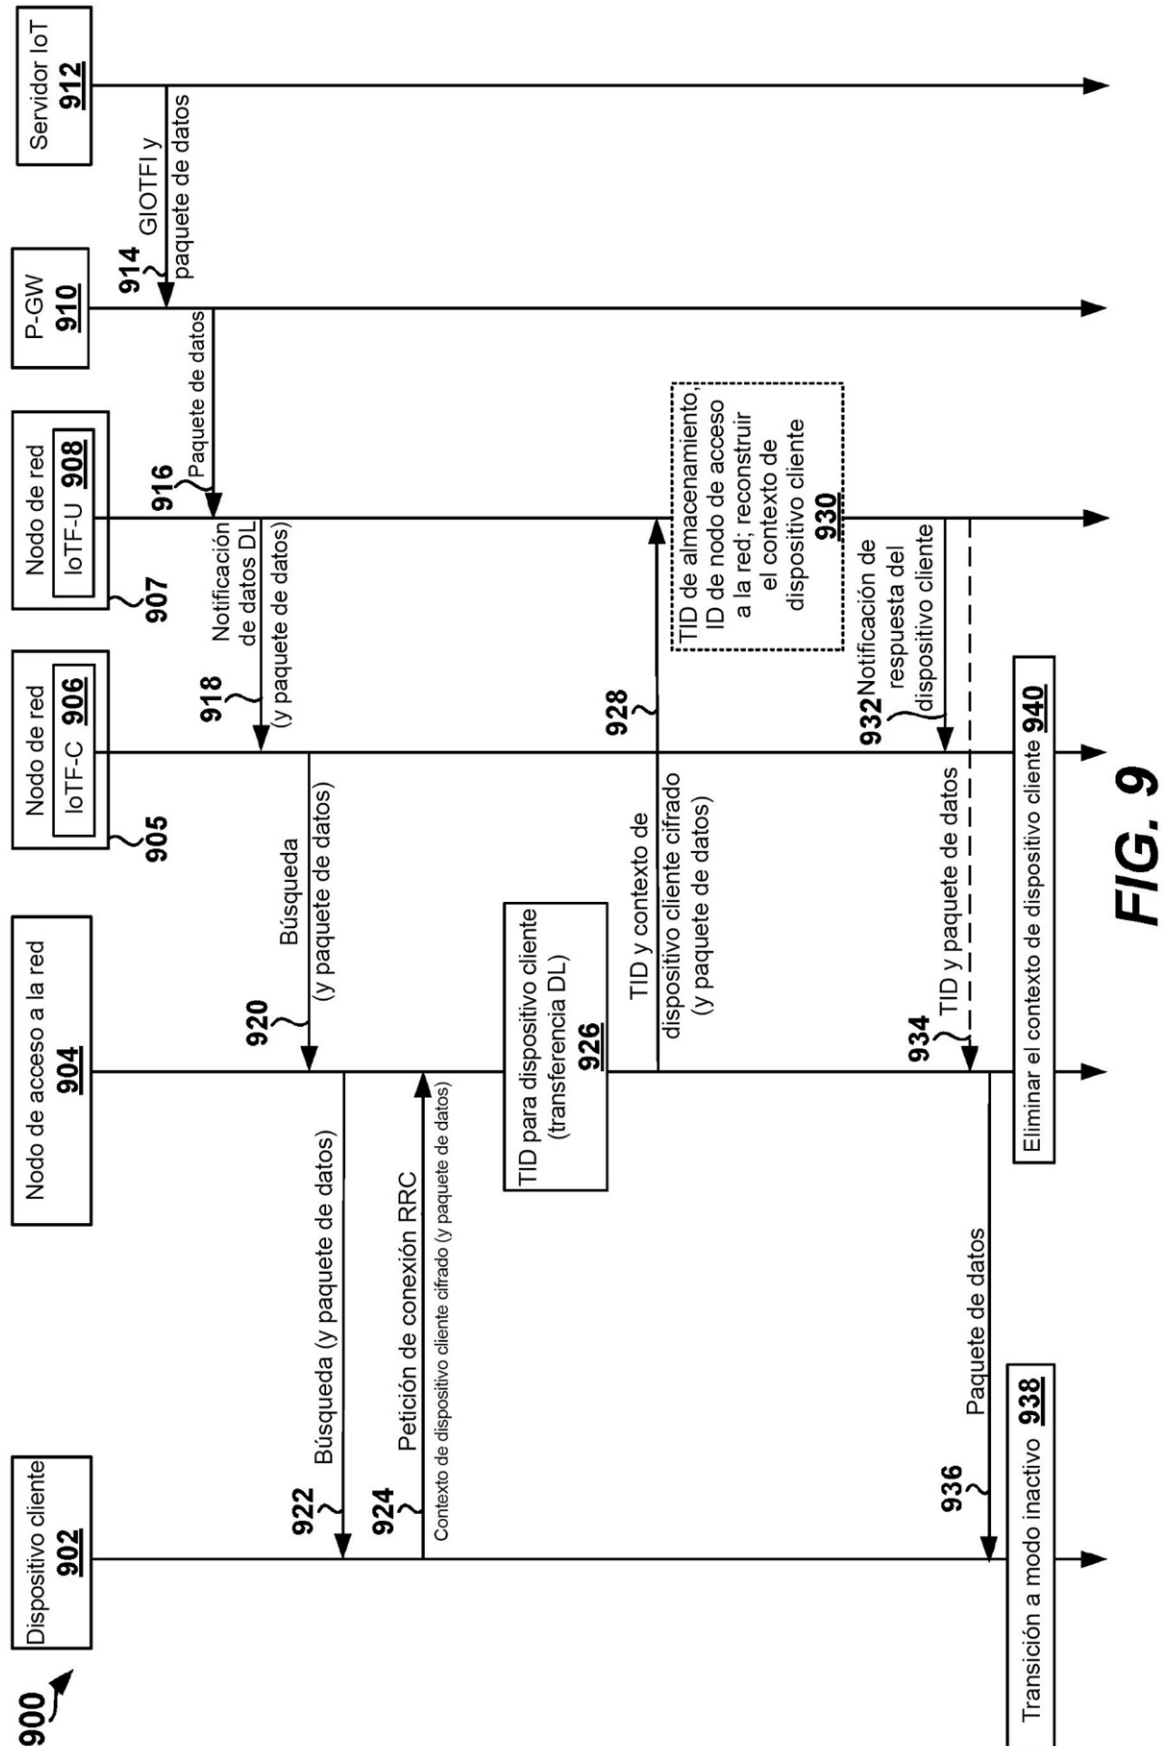 900
Dispositivo cliente
902
Nodo de acceso a la red
904
Nodo de red
IoTF-C 906
905
Nodo de red
IoTF-U 908
907
P-GW
910
Servidor IoT
912
914
GIOTFI y
paquete de datos
916
Paquete de datos
918
Notificación
de datos DL
(y paquete de datos)
920
Búsqueda
(y paquete de datos)
922
Búsqueda (y paquete de datos)
924
Petición de conexión RRC
Contexto de dispositivo cliente cifrado (y paquete de datos)
TID para dispositivo cliente
(transferencia DL)
926
928
TID y contexto de
dispositivo cliente cifrado
(y paquete de datos)
TID de almacenamiento,
ID de nodo de acceso
a la red; reconstruir
el contexto de
dispositivo cliente
930
932
Notificación de
respuesta del
dispositivo cliente
934
TID y paquete de datos
936
Paquete de datos
Transición a modo inactivo 938
Eliminar el contexto de dispositivo cliente 940
FIG. 9